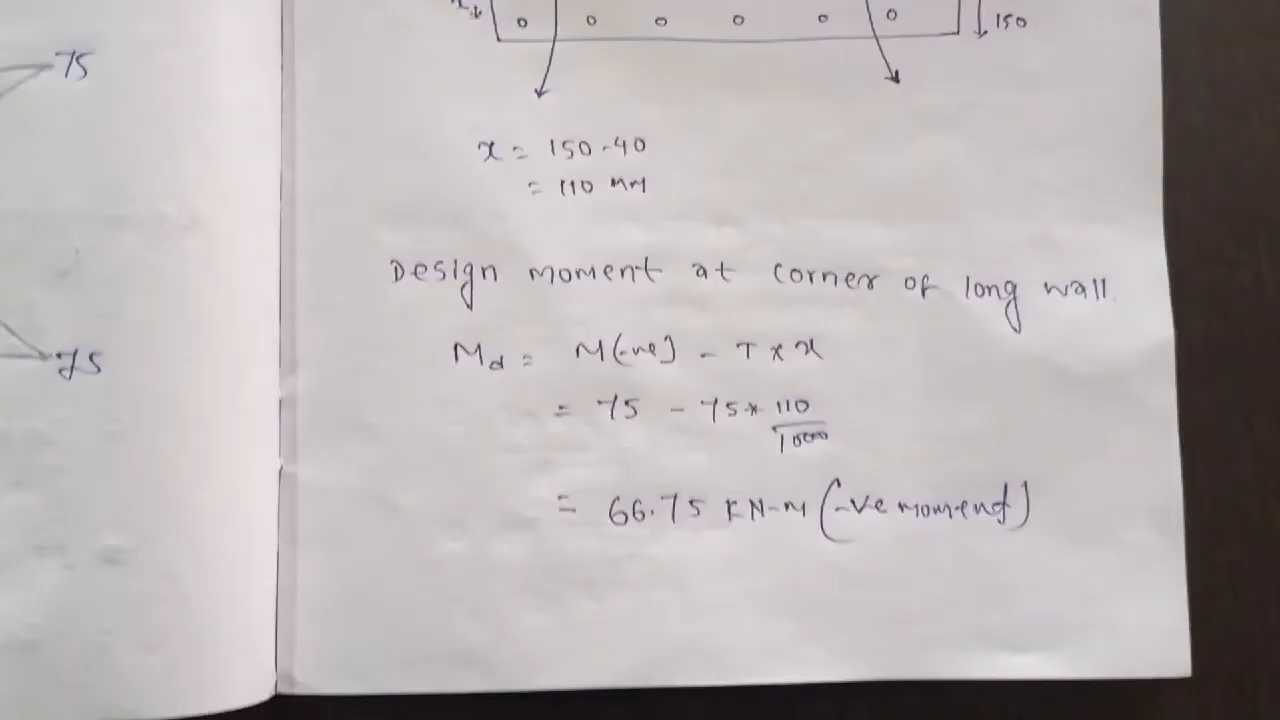 75
150
x = 150-40
= 110 mm
Design moment at corner of long wall.
Md = M(-ve) - T × x
= 75 - 75 × 110
1000
75
= 66.75 KN-m (-ve moment)